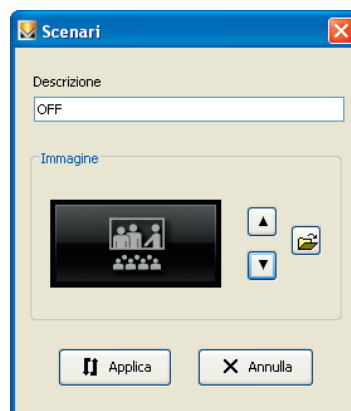 Scenari
Descrizione
OFF
Immagine
Applica
Annulla